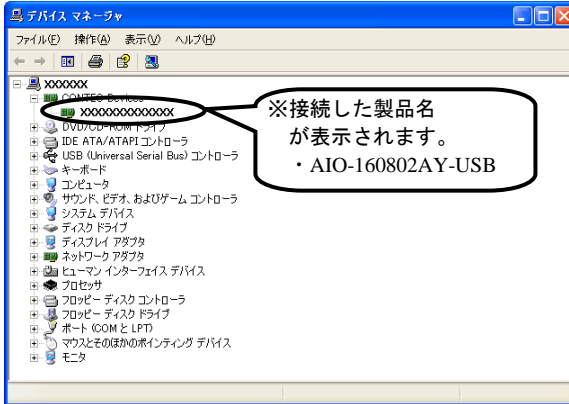 デバイス マネージャ
ファイル(F) 操作(A) 表示(V) ヘルプ(H)
XXXXXX
CONTEC Devices
XXXXXXXXXXXXX
※接続した製品名
が表示されます。
・AIO-160802AY-USB
DVD/CD-ROM ドライブ
IDE ATA/ATAPI コントローラ
USB (Universal Serial Bus) コントローラ
キーボード
コンピュータ
サウンド、ビデオ、およびゲーム コントローラ
システム デバイス
ディスク ドライブ
ディスプレイ アダプタ
ネットワーク アダプタ
ヒューマン インターフェイス デバイス
プロセッサ
フロッピー ディスク コントローラ
フロッピー ディスク ドライブ
ポート (COM と LPT)
マウスとそのほかのポインティング デバイス
モニタ